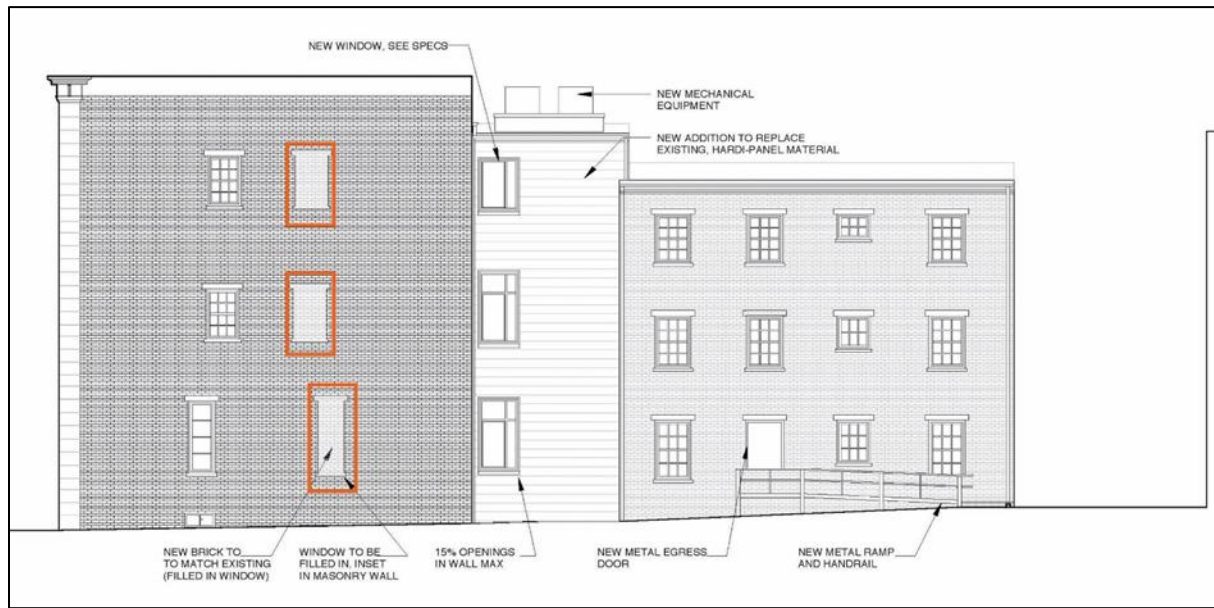 NEW WINDOW, SEE SPECS
NEW MECHANICAL
EQUIPMENT
NEW ADDITION TO REPLACE
EXISTING, HARDI-PANEL MATERIAL
NEW BRICK TO
TO MATCH EXISTING
(FILLED IN WINDOW)
WINDOW TO BE
FILLED IN, INSET
IN MASONRY WALL
15% OPENINGS
IN WALL MAX
NEW METAL EGRESS
DOOR
NEW METAL RAMP
AND HANDRAIL